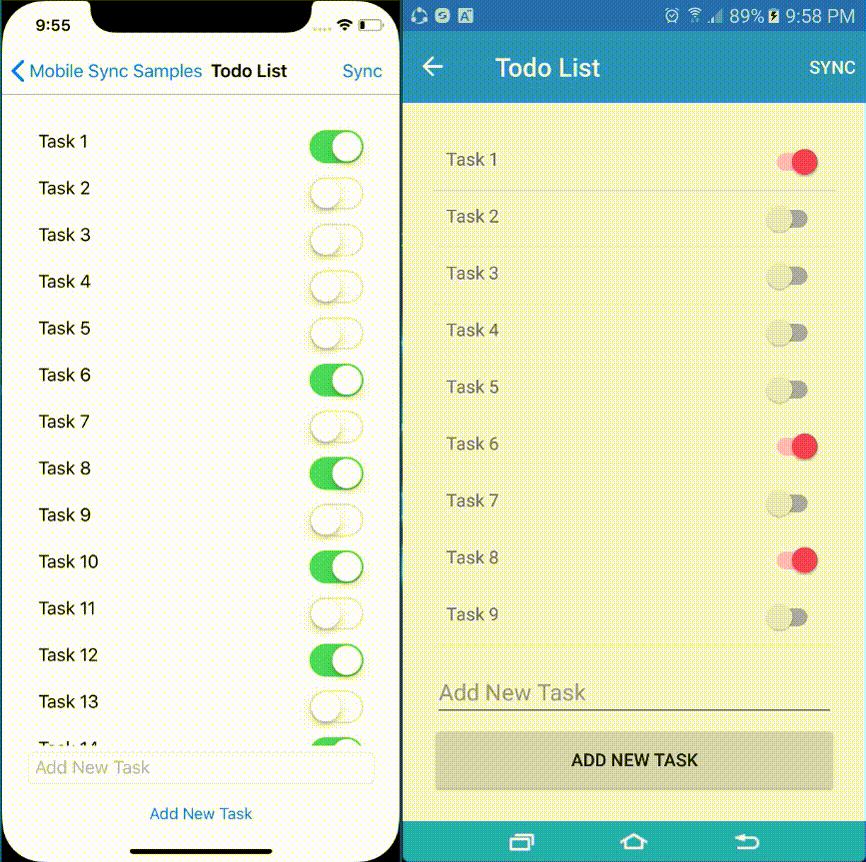 9:55
Mobile Sync Samples
Todo List
Sync
Task 1
Task 2
Task 3
Task 4
Task 5
Task 6
Task 7
Task 8
Task 9
Task 10
Task 11
Task 12
Task 13
Task 14
Add New Task
Add New Task
89%
9:58 PM
Todo List
SYNC
Task 1
Task 2
Task 3
Task 4
Task 5
Task 6
Task 7
Task 8
Task 9
Add New Task
ADD NEW TASK